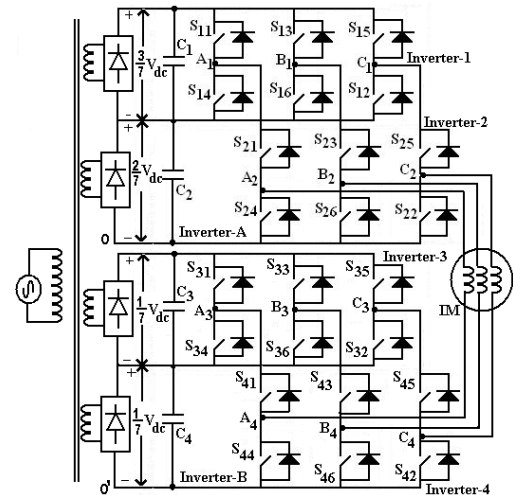 + S11 S13 S15
3/7 Vdc C1 A1 B1 C1 Inverter-1
S14 S16 S12
-
+ S21 S23 S25 Inverter-2
2/7 Vdc C2 A2 B2 C2
S24 S26 S22
O - Inverter-A
+ S31 S33 S35 Inverter-3
1/7 Vdc C3 A3 B3 C3 IM
S34 S36 S32
-
+ S41 S43 S45
1/7 Vdc C4 A4 B4 C4
S44 S46 S42
O' - Inverter-B Inverter-4